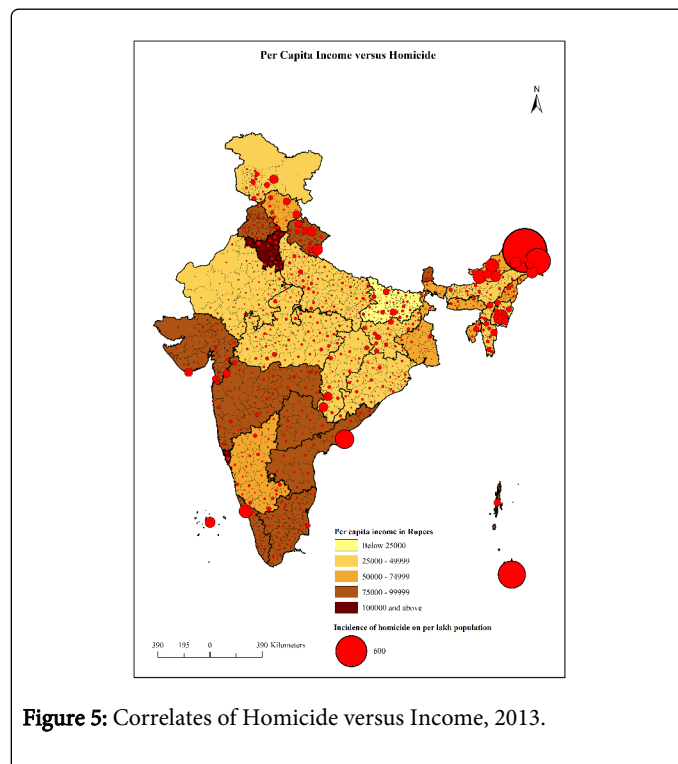 Per Capita Income versus Homicide
N
Per capita income in Rupees
Below 25000
25000 - 49999
50000 - 74999
75000 - 99999
100000 and above
Incidence of homicide on per lakh population
600
390 195 0 390 Kilometers
Figure 5: Correlates of Homicide versus Income, 2013.